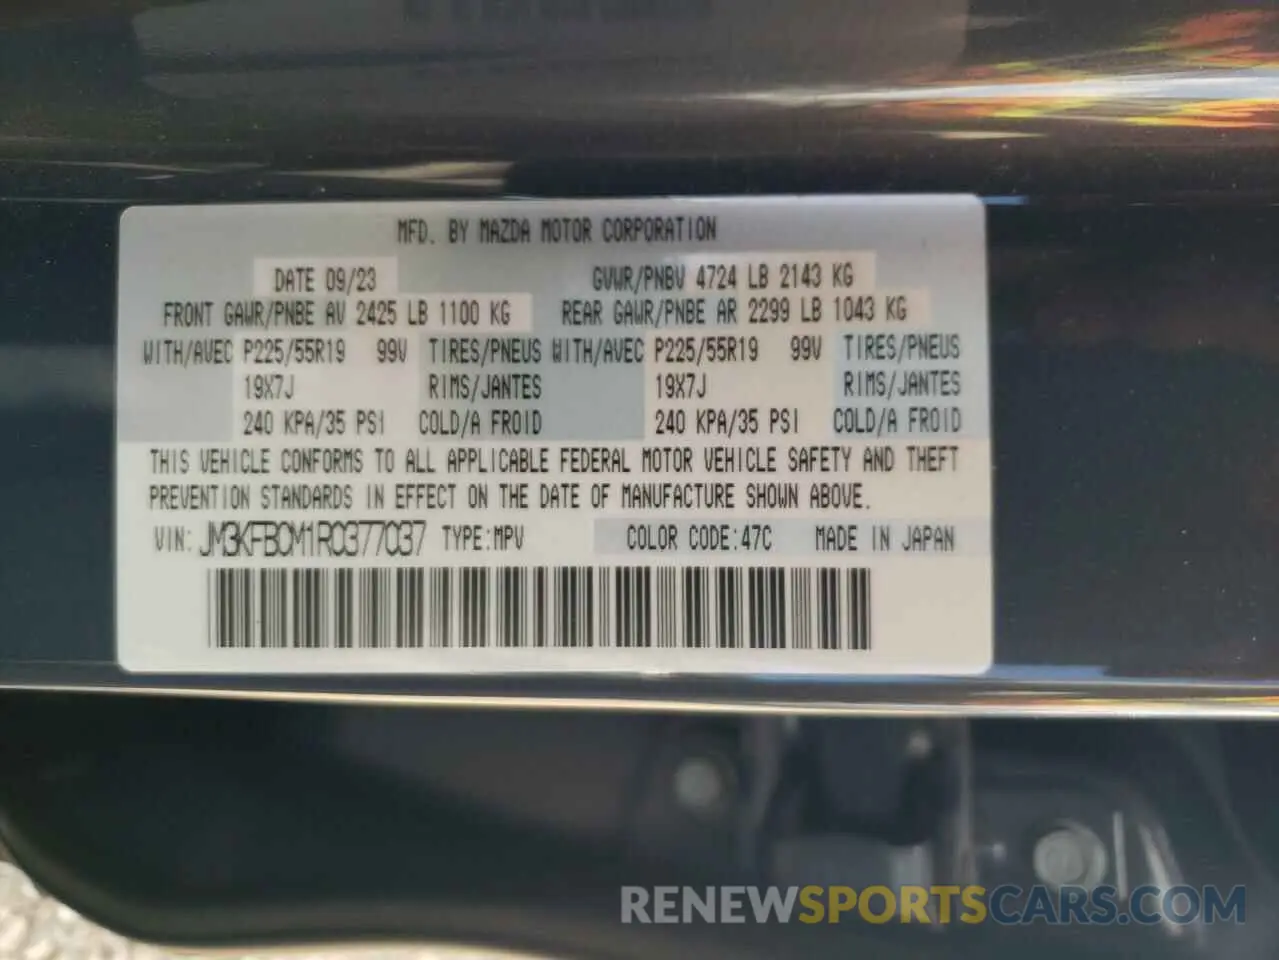 MFD. BY MAZDA MOTOR CORPORATION
DATE 09/23 GVWR/PNBV 4724 LB 2143 KG
FRONT GAWR/PNBE AV 2425 LB 1100 KG REAR GAWR/PNBE AR 2299 LB 1043 KG
WITH/AVEC P225/55R19 99V TIRES/PNEUS WITH/AVEC P225/55R19 99V TIRES/PNEUS
19X7J RIMS/JANTES 19X7J RIMS/JANTES
240 KPA/35 PSI COLD/A FROID 240 KPA/35 PSI COLD/A FROID
THIS VEHICLE CONFORMS TO ALL APPLICABLE FEDERAL MOTOR VEHICLE SAFETY AND THEFT
PREVENTION STANDARDS IN EFFECT ON THE DATE OF MANUFACTURE SHOWN ABOVE.
VIN: JM3KFBCM1R0377037 TYPE:MPV COLOR CODE:47C MADE IN JAPAN
RENEWSPORTSCARS.COM